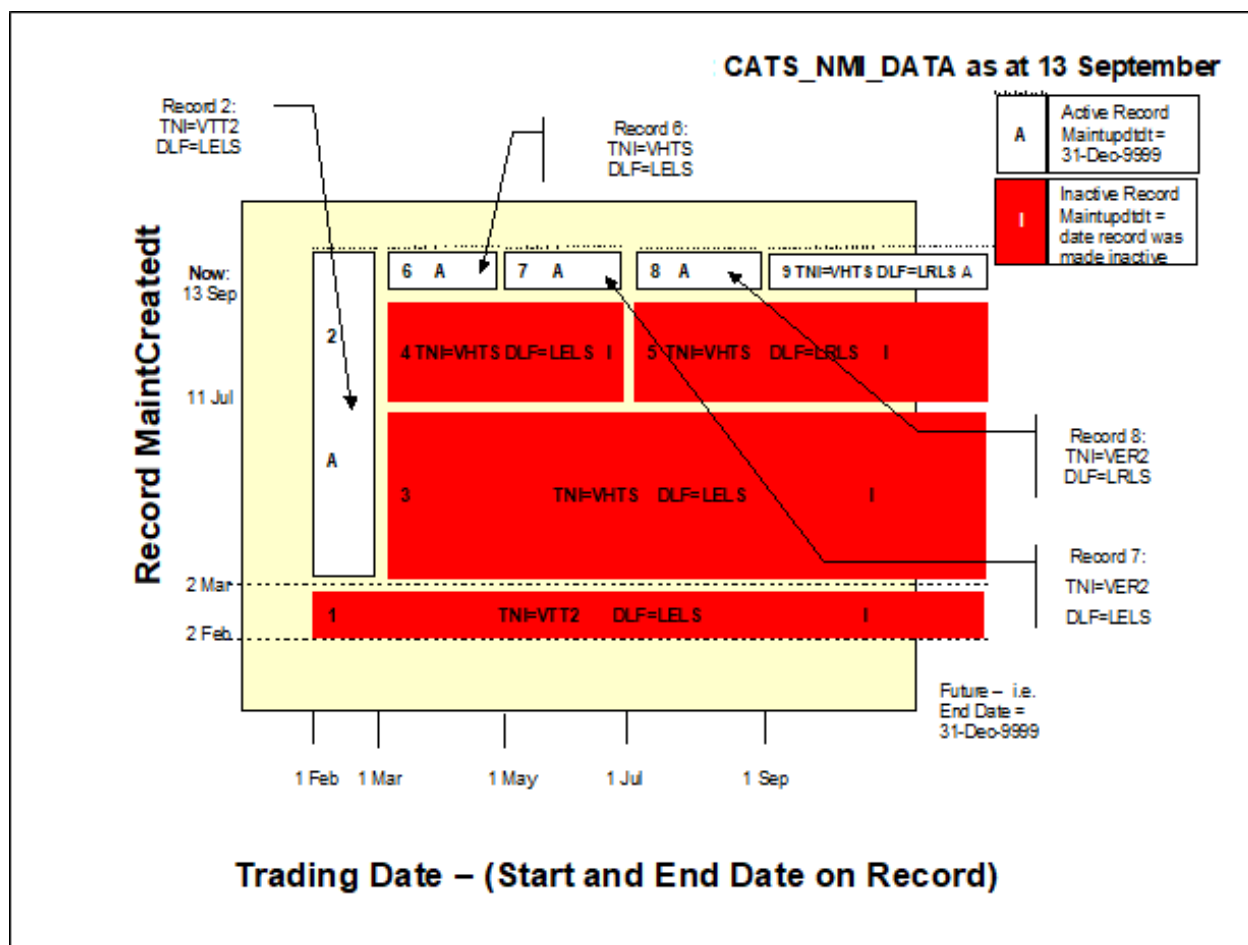 CATS_NMI_DATA as at 13 September
Record 2:
TNI=VTT2
DLF=LELS
Record 6:
TNI=VHTS
DLF=LELS
A
Active Record
Maintupdtdt =
31-Dec-9999
I
Inactive Record
Maintupdtdt =
date record was
made inactive
Record MaintCreatedt
Now:
13 Sep
11 Jul
2 Mar
2 Feb
6 A
7 A
8 A
9 TNI=VHTS DLF=LRLS A
2
A
4 TNI=VHTS DLF=LELS I
5 TNI=VHTS DLF=LRLS I
3 TNI=VHTS DLF=LELS I
1 TNI=VTT2 DLF=LELS I
Record 8:
TNI=VER2
DLF=LRLS
Record 7:
TNI=VER2
DLF=LELS
Future – i.e.
End Date =
31-Dec-9999
1 Feb
1 Mar
1 May
1 Jul
1 Sep
Trading Date – (Start and End Date on Record)